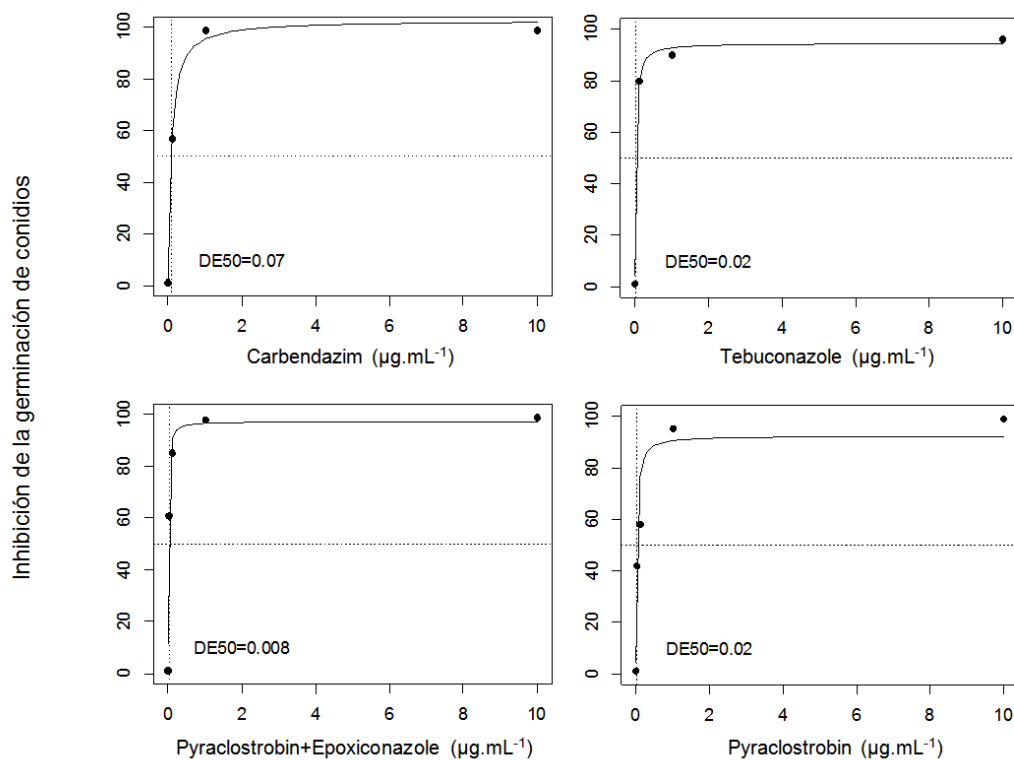 Inhibición de la germinación de conidios
100
80
60
40
20
0
DE50=0.07
0 2 4 6 8 10
Carbendazim (µg.mL-1)
100
80
60
40
20
0
DE50=0.02
0 2 4 6 8 10
Tebuconazole (µg.mL-1)
100
80
60
40
20
0
DE50=0.008
0 2 4 6 8 10
Pyraclostrobin+Epoxiconazole (µg.mL-1)
100
80
60
40
20
0
DE50=0.02
0 2 4 6 8 10
Pyraclostrobin (µg.mL-1)